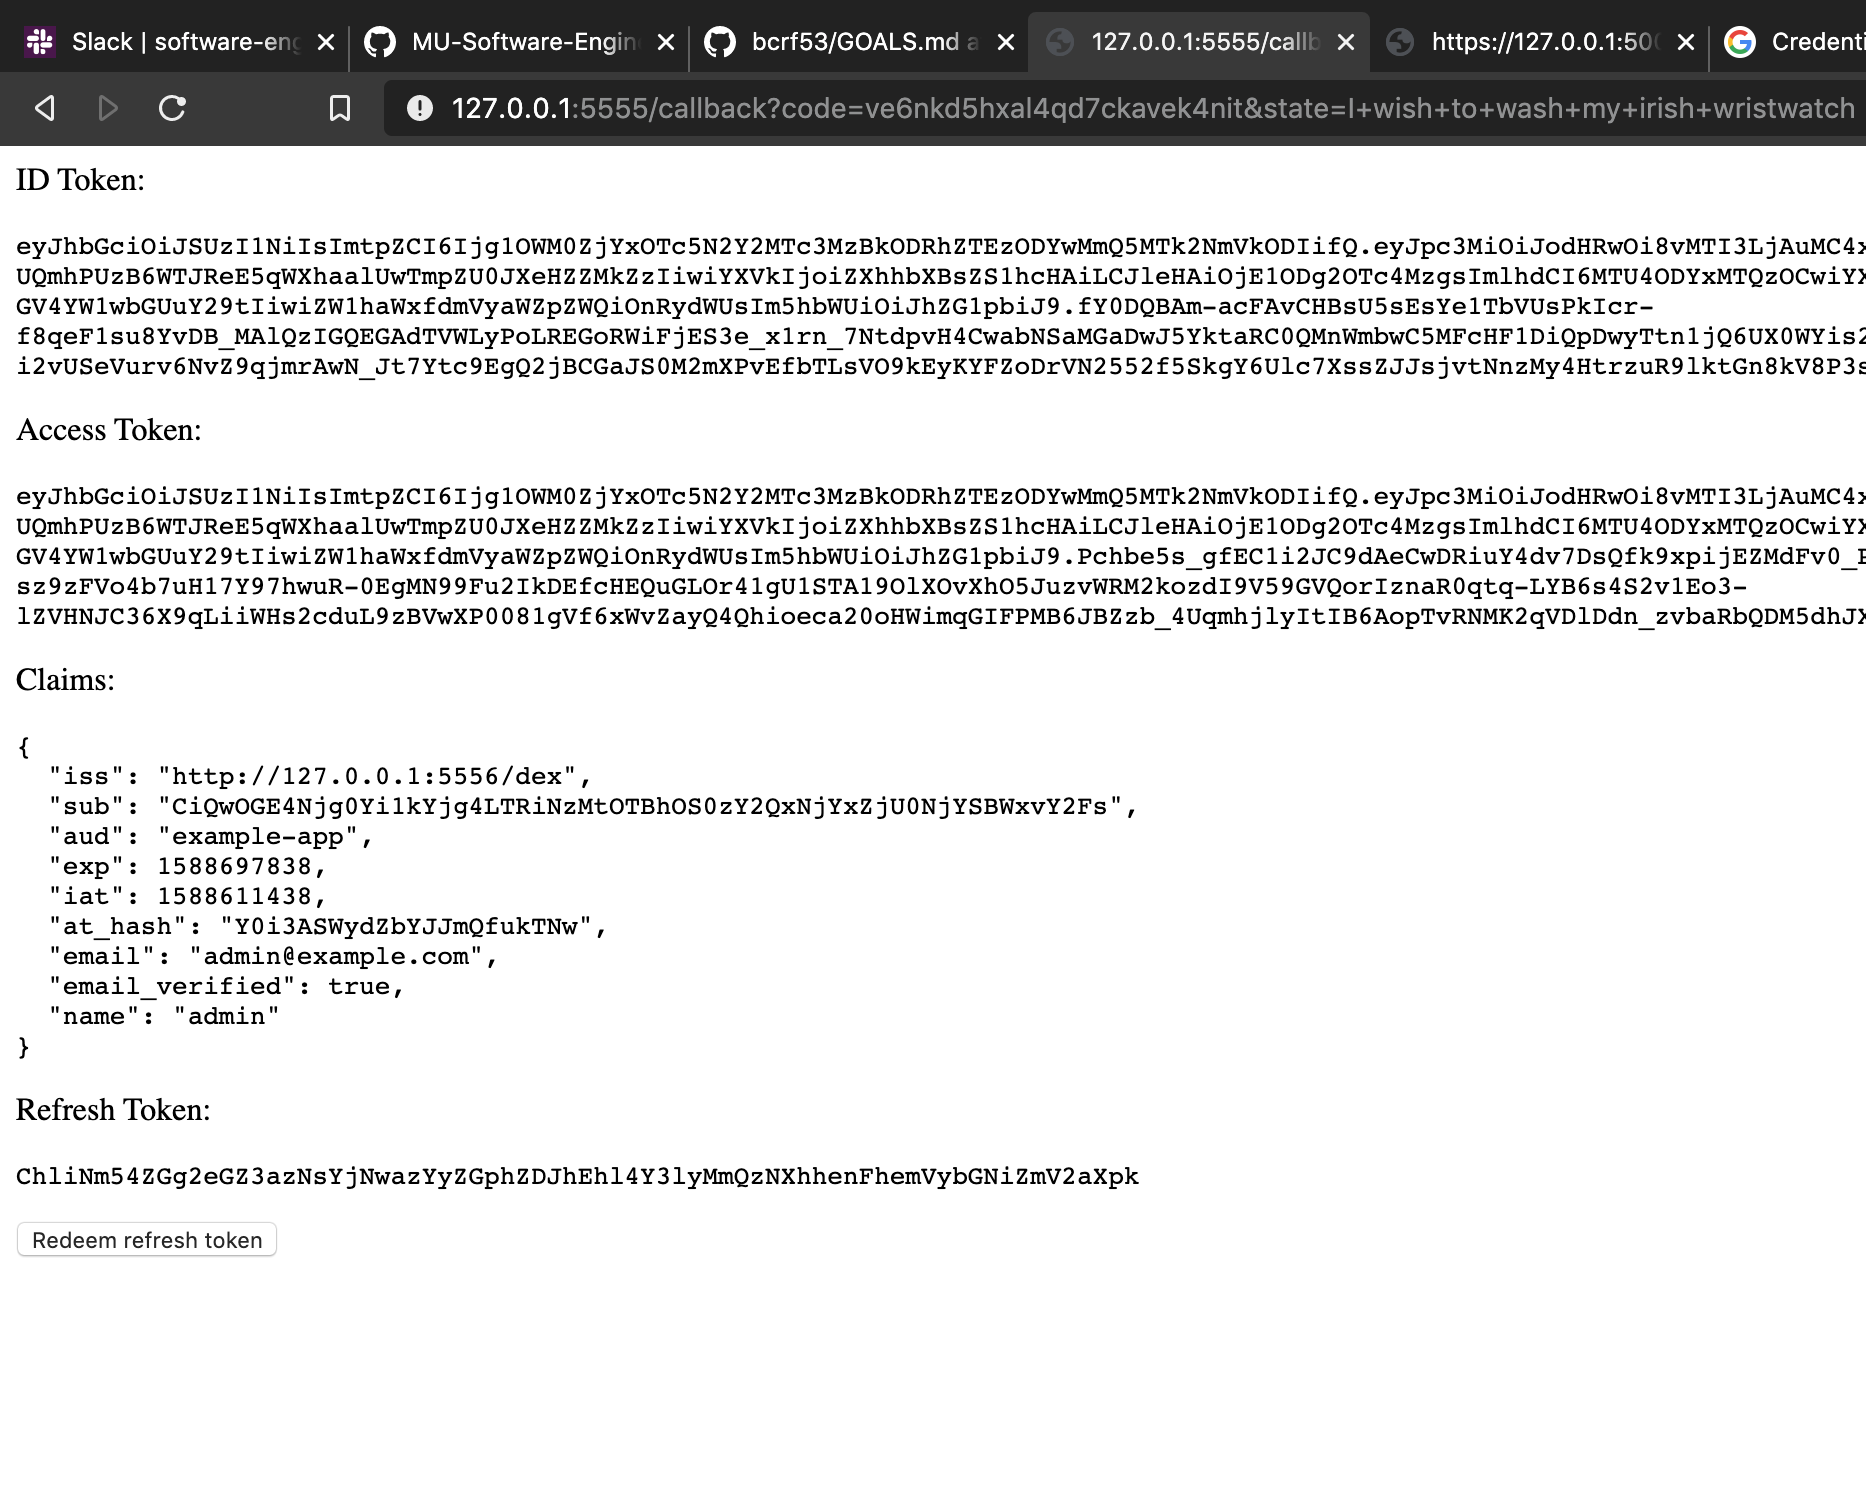 Slack | software-eng
MU-Software-Engin
bcrf53/GOALS.md a
127.0.0.1:5555/callb
https://127.0.0.1:500
Credenti
127.0.0.1:5555/callback?code=ve6nkd5hxal4qd7ckavek4nit&state=I+wish+to+wash+my+irish+wristwatch
ID Token:
eyJhbGciOiJSUzI1NiIsImtpZCI6Ijg1OWM0ZjYxOTc5N2Y2MTc3MzBkODRhZTEzODYwMmQ5MTk2NmVkODIifQ.eyJpc3MiOiJodHRwOi8vMTI3LjAuMC4x
UQmhPUzB6WTJReE5qWXhaalUwTmpZU0JXeHZZMkZzIiwiYXVkIjoiZXhhbXBsZS1hcHAiLCJleHAiOjE1ODg2OTc4MzgsImlhdCI6MTU4ODYxMTQzOCwiYX
GV4YW1wbGUuY29tIiwiZW1haWxfdmVyaWZpZWQiOnRydWUsIm5hbWUiOiJhZG1pbiJ9.fY0DQBAm-acFAvCHBsU5sEsYe1TbVUsPkIcr-
f8qeF1su8YvDB_MAlQzIGQEGAdTVWLyPoLREGoRWiFjES3e_x1rn_7NtdpvH4CwabNSaMGaDwJ5YktaRC0QMnWmbwC5MFcHF1DiQpDwyTtn1jQ6UX0WYis2
i2vUSeVurv6NvZ9qjmrAwN_Jt7Ytc9EgQ2jBCGaJS0M2mXPvEfbTLsVO9kEyKYFZoDrVN2552f5SkgY6Ulc7XssZJJsjvtNnzMy4HtrzuR9lktGn8kV8P3s
Access Token:
eyJhbGciOiJSUzI1NiIsImtpZCI6Ijg1OWM0ZjYxOTc5N2Y2MTc3MzBkODRhZTEzODYwMmQ5MTk2NmVkODIifQ.eyJpc3MiOiJodHRwOi8vMTI3LjAuMC4x
UQmhPUzB6WTJReE5qWXhaalUwTmpZU0JXeHZZMkZzIiwiYXVkIjoiZXhhbXBsZS1hcHAiLCJleHAiOjE1ODg2OTc4MzgsImlhdCI6MTU4ODYxMTQzOCwiYX
GV4YW1wbGUuY29tIiwiZW1haWxfdmVyaWZpZWQiOnRydWUsIm5hbWUiOiJhZG1pbiJ9.Pchbe5s_gfEC1i2JC9dAeCwDRiuY4dv7DsQfk9xpijEZMdFv0_P
sz9zFVo4b7uH17Y97hwuR-0EgMN99Fu2IkDEfcHEQuGLOr41gU1STA19OlXOvXhO5JuzvWRM2kozdI9V59GVQorIznaR0qtq-LYB6s4S2v1Eo3-
lZVHNJC36X9qLiiWHs2cduL9zBVwXP0081gVf6xWvZayQ4Qhioeca20oHWimqGIFPMB6JBZzb_4UqmhjlyItIB6AopTvRNMK2qVDlDdn_zvbaRbQDM5dhJX
Claims:
{
"iss": "http://127.0.0.1:5556/dex",
"sub": "CiQwOGE4Njg0Yi1kYjg4LTRiNzMtOTBhOS0zY2QxNjYxZjU0NjYSBWxvY2Fs",
"aud": "example-app",
"exp": 1588697838,
"iat": 1588611438,
"at_hash": "Y0i3ASWydZbYJJmQfukTNw",
"email": "admin@example.com",
"email_verified": true,
"name": "admin"
}
Refresh Token:
ChliNm54ZGg2eGZ3azNsYjNwazYyZGphZDJhEhl4Y3lyMmQzNXhhenFhemVybGNiZmV2aXpk
Redeem refresh token